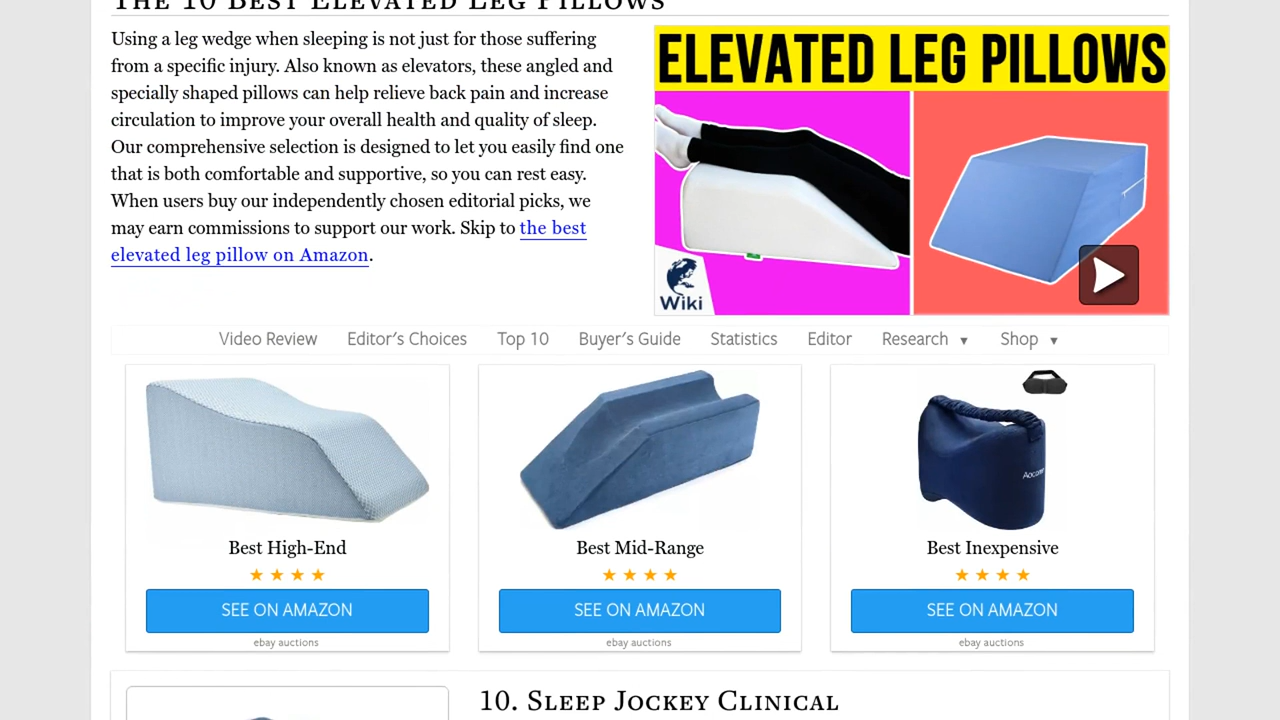 The 10 Best Elevated Leg Pillows
Using a leg wedge when sleeping is not just for those suffering
from a specific injury. Also known as elevators, these angled and
specially shaped pillows can help relieve back pain and increase
circulation to improve your overall health and quality of sleep.
Our comprehensive selection is designed to let you easily find one
that is both comfortable and supportive, so you can rest easy.
When users buy our independently chosen editorial picks, we
may earn commissions to support our work. Skip to the best
elevated leg pillow on Amazon.
ELEVATED LEG PILLOWS
Wiki
Video Review Editor's Choices Top 10 Buyer's Guide Statistics Editor Research ▼ Shop ▼
Best High-End
SEE ON AMAZON
ebay auctions
Best Mid-Range
SEE ON AMAZON
ebay auctions
Best Inexpensive
SEE ON AMAZON
ebay auctions
10. Sleep Jockey Clinical